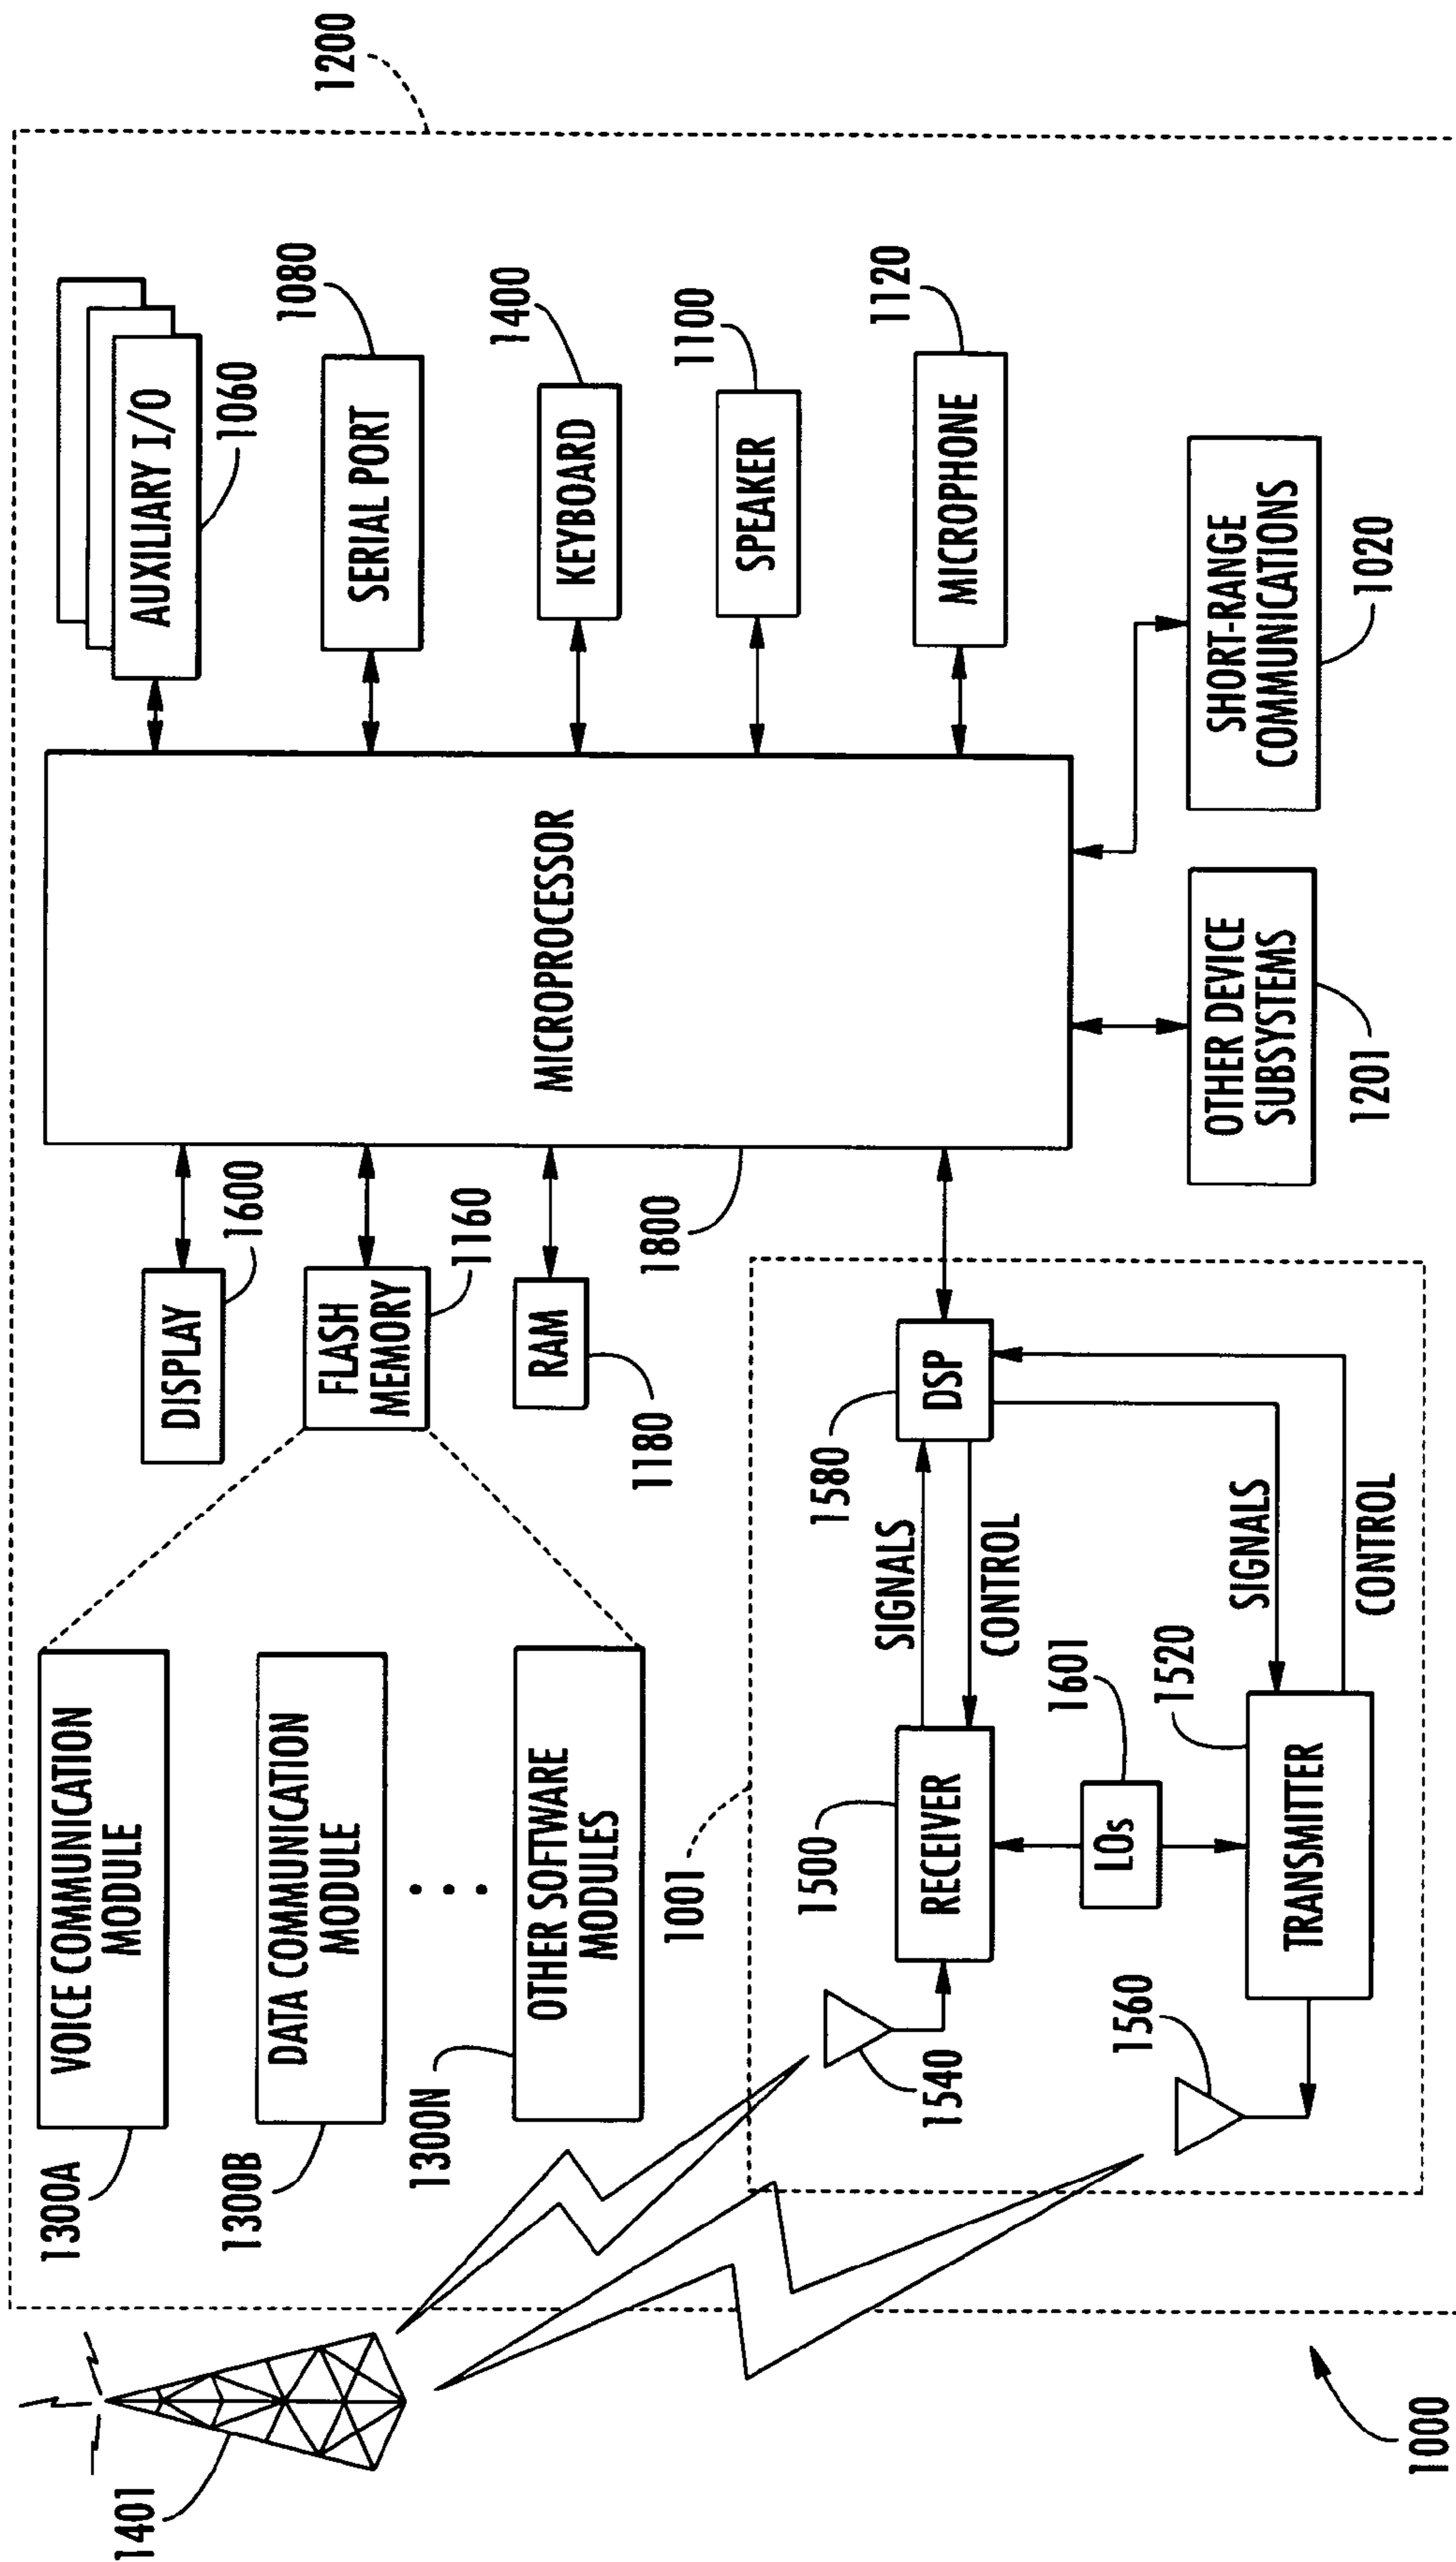 1401
1300A
VOICE COMMUNICATION
MODULE
1300B
DATA COMMUNICATION
MODULE
1300N
OTHER SOFTWARE
MODULES
DISPLAY
1600
FLASH
MEMORY
1160
RAM
1180
1800
MICROPROCESSOR
AUXILIARY I/O
1060
SERIAL PORT
1080
KEYBOARD
1400
SPEAKER
1100
MICROPHONE
1120
1200
1001
1540
1500
RECEIVER
SIGNALS
CONTROL
1580
DSP
LOs
1601
1560
TRANSMITTER
1520
SIGNALS
CONTROL
OTHER DEVICE
SUBSYSTEMS
1201
SHORT-RANGE
COMMUNICATIONS
1020
1000